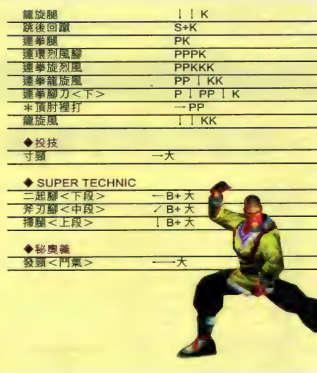 龍旋腿 ↓↓K
跳後回蹴 S+K
連拳腿 PK
連環烈風腳 PPPK
連拳旋烈風 PPKKK
連拳龍旋風 PP↓KK
連拳腳刀<下> P↓PP↓K
*頂肘裡打 →PP
龍旋風 ↓↓KK
◆投技
寸頸 →大
◆SUPER TECHNIC
二起腳<下段> ←B+大
斧刃腳<中段> ↙B+大
掃腿<上段> ↓B+大
◆秘奧義
發頸<鬥氣> →→大